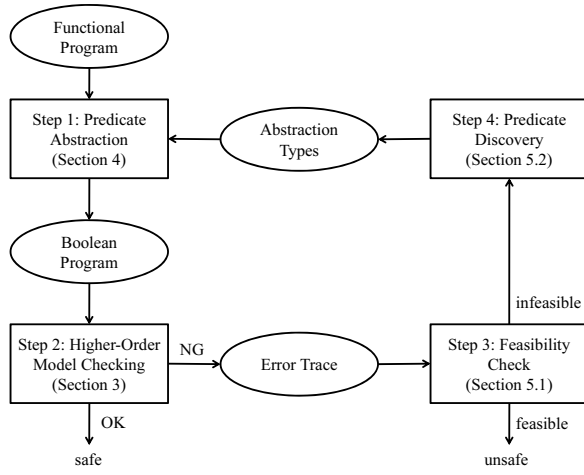 Functional
Program
Step 1: Predicate
Abstraction
(Section 4)
Abstraction
Types
Step 4: Predicate
Discovery
(Section 5.2)
Boolean
Program
infeasible
Step 2: Higher-Order
Model Checking
(Section 3)
NG
Error Trace
Step 3: Feasibility
Check
(Section 5.1)
OK
feasible
safe
unsafe